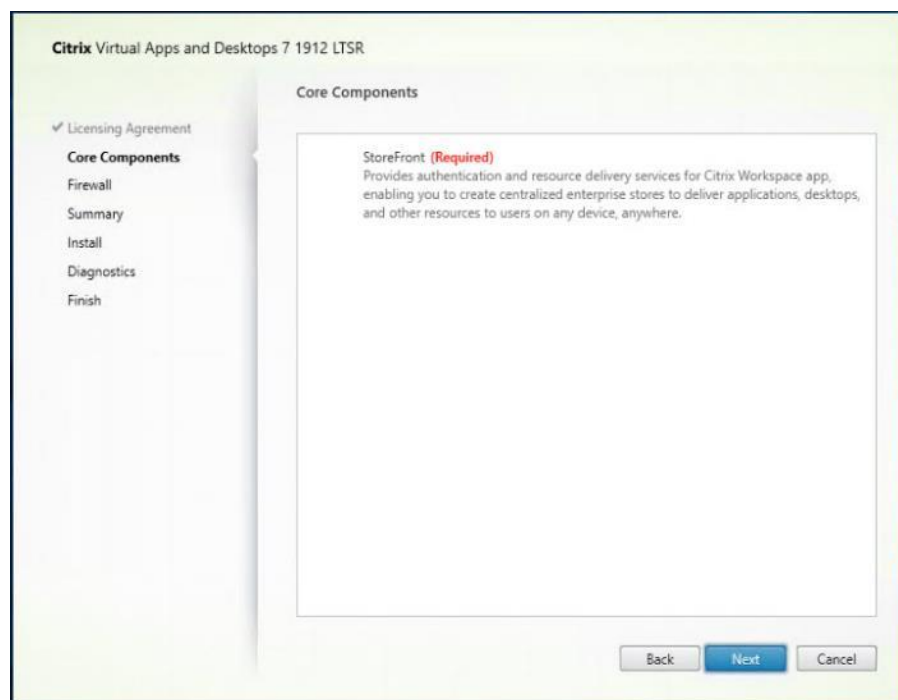 Citrix Virtual Apps and Desktops 7 1912 LTSR
Core Components
✔ Licensing Agreement
Core Components
Firewall
Summary
Install
Diagnostics
Finish
StoreFront (Required)
Provides authentication and resource delivery services for Citrix Workspace app,
enabling you to create centralized enterprise stores to deliver applications, desktops,
and other resources to users on any device, anywhere.
Back
Next
Cancel